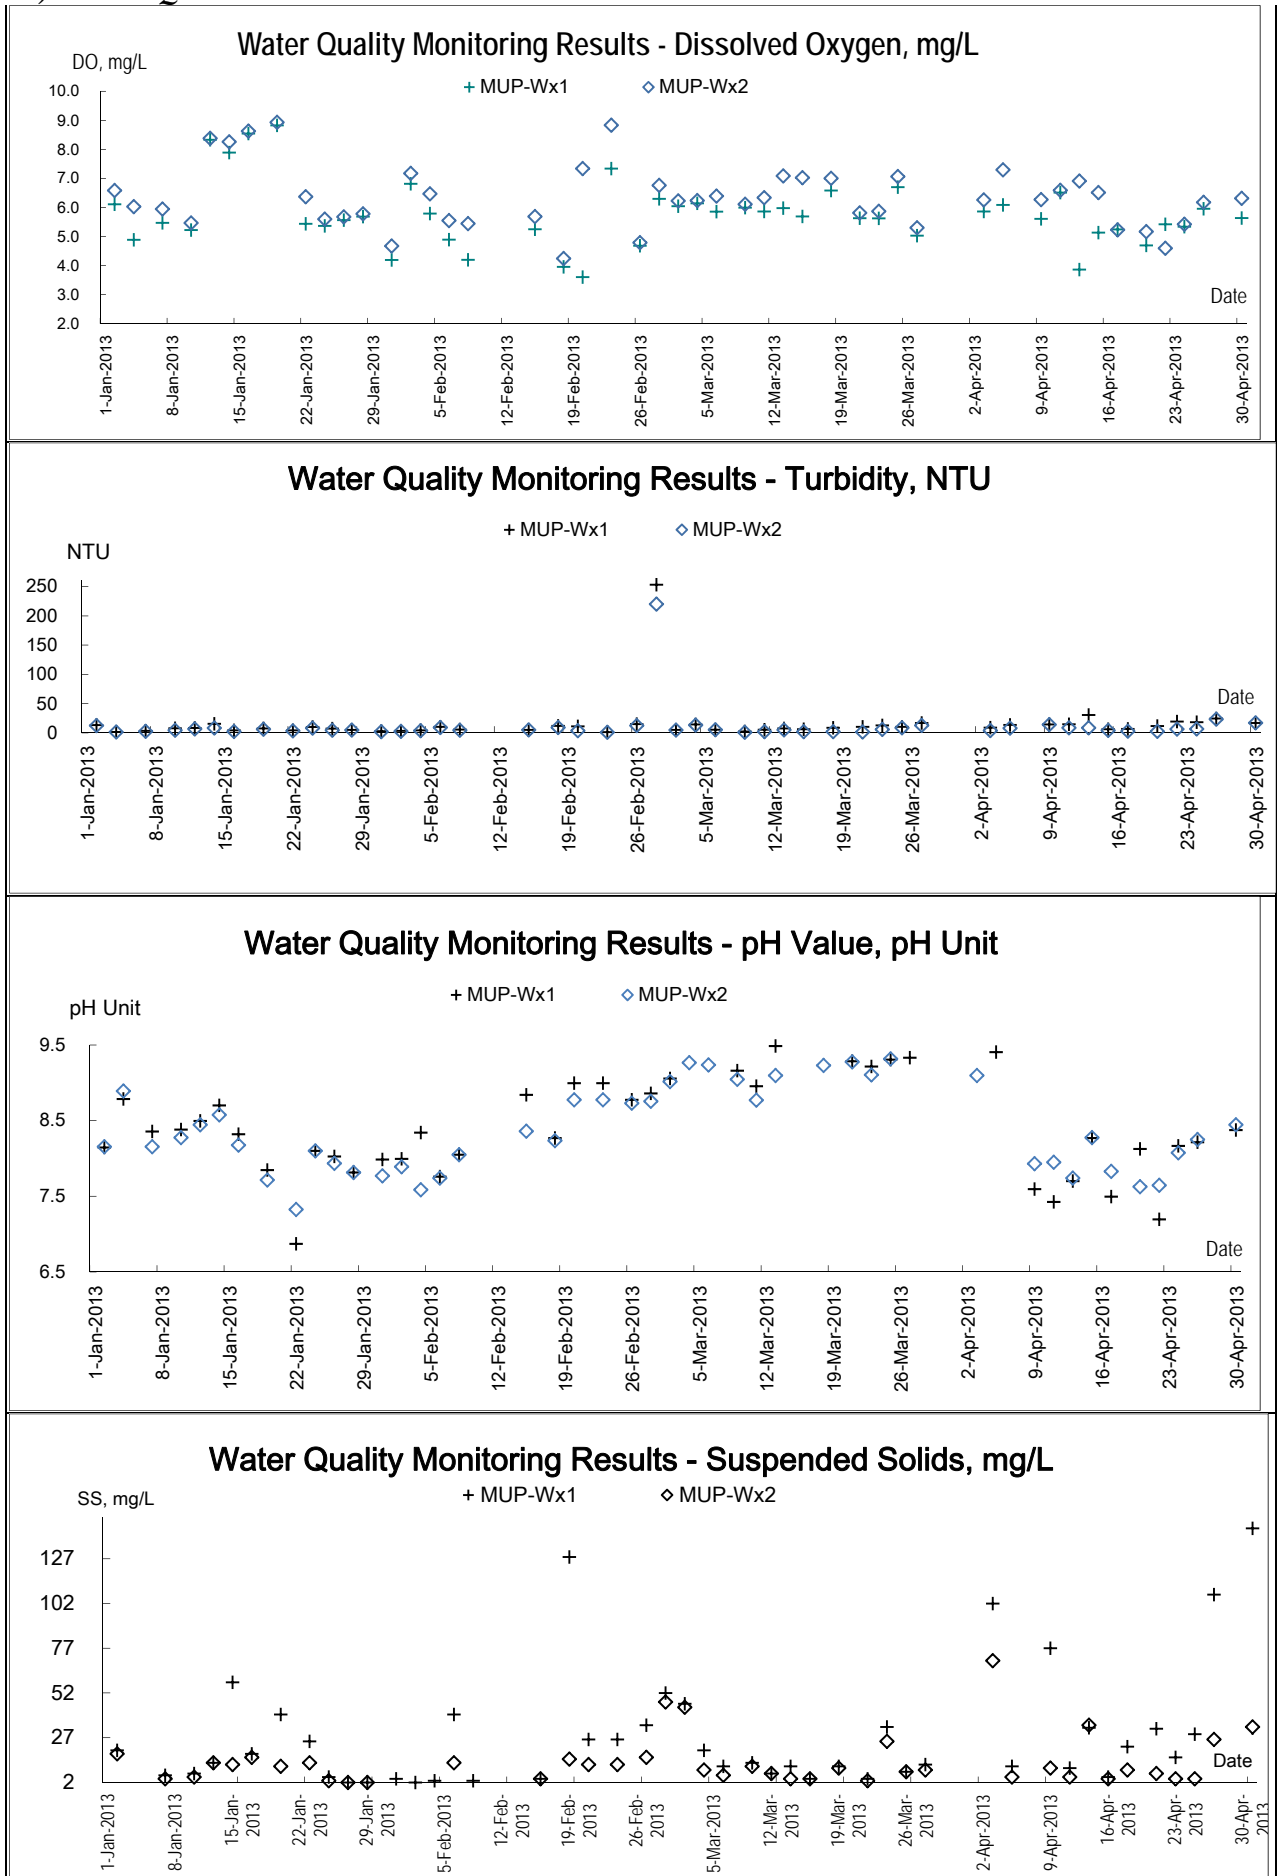 Water Quality Monitoring Results - Dissolved Oxygen, mg/L
DO, mg/L
MUP-Wx1 MUP-Wx2
10.0
9.0
8.0
7.0
6.0
5.0
4.0
3.0
2.0
Date
1-Jan-2013 8-Jan-2013 15-Jan-2013 22-Jan-2013 29-Jan-2013 5-Feb-2013 12-Feb-2013 19-Feb-2013 26-Feb-2013 5-Mar-2013 12-Mar-2013 19-Mar-2013 26-Mar-2013 2-Apr-2013 9-Apr-2013 16-Apr-2013 23-Apr-2013 30-Apr-2013
Water Quality Monitoring Results - Turbidity, NTU
MUP-Wx1 MUP-Wx2
NTU
250
200
150
100
50
0
Date
1-Jan-2013 8-Jan-2013 15-Jan-2013 22-Jan-2013 29-Jan-2013 5-Feb-2013 12-Feb-2013 19-Feb-2013 26-Feb-2013 5-Mar-2013 12-Mar-2013 19-Mar-2013 26-Mar-2013 2-Apr-2013 9-Apr-2013 16-Apr-2013 23-Apr-2013 30-Apr-2013
Water Quality Monitoring Results - pH Value, pH Unit
MUP-Wx1 MUP-Wx2
pH Unit
9.5
8.5
7.5
6.5
Date
1-Jan-2013 8-Jan-2013 15-Jan-2013 22-Jan-2013 29-Jan-2013 5-Feb-2013 12-Feb-2013 19-Feb-2013 26-Feb-2013 5-Mar-2013 12-Mar-2013 19-Mar-2013 26-Mar-2013 2-Apr-2013 9-Apr-2013 16-Apr-2013 23-Apr-2013 30-Apr-2013
Water Quality Monitoring Results - Suspended Solids, mg/L
SS, mg/L
MUP-Wx1 MUP-Wx2
127
102
77
52
27
2
Date
1-Jan-2013 8-Jan-2013 15-Jan-2013 22-Jan-2013 29-Jan-2013 5-Feb-2013 12-Feb-2013 19-Feb-2013 26-Feb-2013 5-Mar-2013 12-Mar-2013 19-Mar-2013 26-Mar-2013 2-Apr-2013 9-Apr-2013 16-Apr-2013 23-Apr-2013 30-Apr-2013